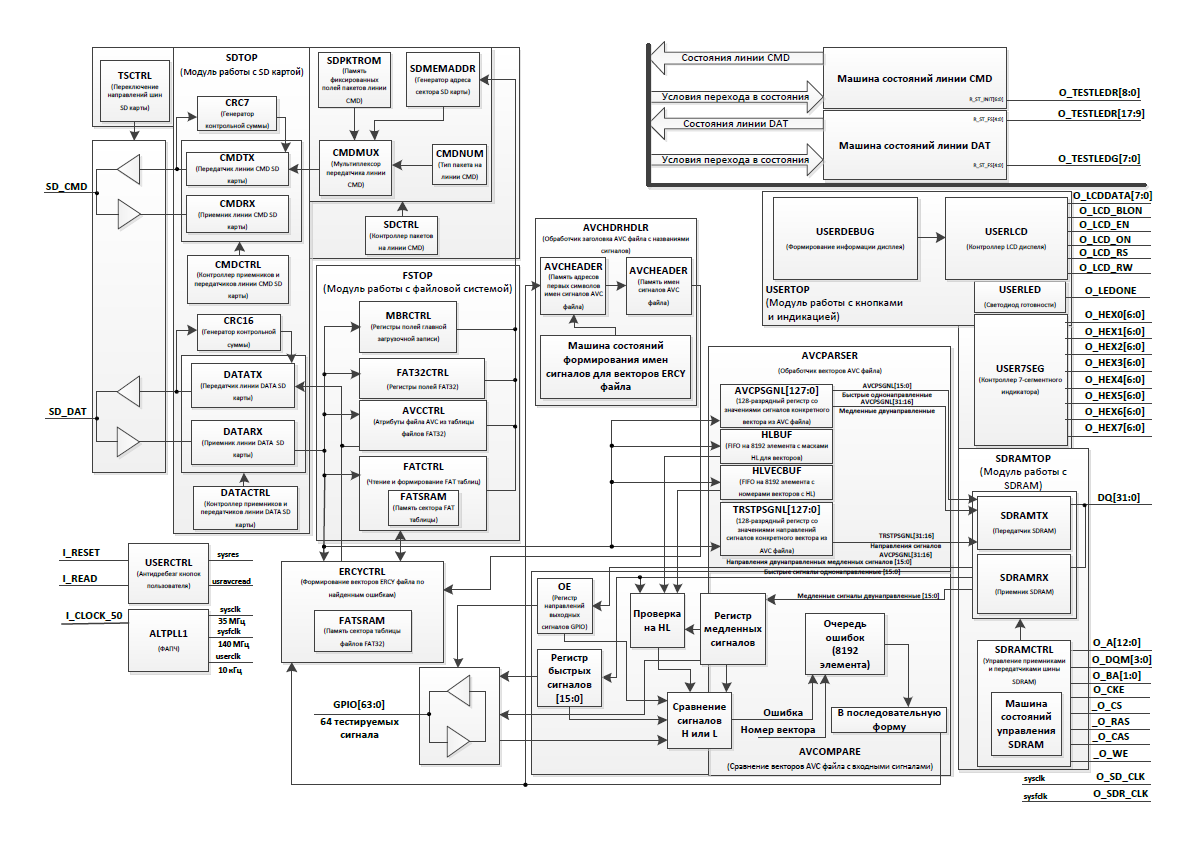 SDTOP
(Модуль работы с SD картой)
TSCTRL
(Переключение
направлений шин
SD карты)
CRC7
(Генератор
контрольной суммы)
CMDTX
(Передатчик линии CMD SD
карты)
CMDRX
(Приемник линии CMD SD
карты)
SD_CMD
SDPKTROM
(Память
фиксированных
полей пакетов линии
CMD)
SDMEMADDR
(Генератор адреса
сектора SD карты)
CMDMUX
(Мультиплексор
передатчика линии
CMD)
CMDNUM
(Тип пакета на
линии CMD)
SDCTRL
(Контроллер пакетов
на линии CMD)
CMDCTRL
(Контроллер приемников и
передатчиков линии CMD SD
карты)
CRC16
(Генератор контрольной
суммы)
DATATX
(Передатчик линии DATA SD
карты)
DATARX
(Приемник линии DATA SD
карты)
SD_DAT
DATACTRL
(Контроллер приемников и
передатчиков линии DATA SD
карты)
FSTOP
(Модуль работы с файловой системой)
MBRCTRL
(Регистры полей главной
загрузочной записи)
FAT32CTRL
(Регистры полей FAT32)
AVCCTRL
(Атрибуты файла AVC из таблицы
файлов FAT32)
FATCTRL
(Чтение и формирование FAT таблиц)
FATSRAM
(Память сектора FAT
таблицы)
I_RESET
I_READ
USERCTRL
(Антидребезг кнопок
пользователя)
sysres
usravcread
I_CLOCK_50
ALTPLL1
(ФАПЧ)
sysclk
35 МГц
sysfclk
140 МГц
userclk
10 кГц
ERCYCTRL
(Формирование векторов ERCY файла по
найденным ошибкам)
FATSRAM
(Память сектора таблицы
файлов FAT32)
GPIO[63:0]
64 тестируемых
сигнала
AVCHDRHDLR
(Обработчик заголовка AVC файла с названиями
сигналов)
AVCHEADER
(Память адресов
первых символов
имен сигналов AVC
файла)
AVCHEADER
(Память имен
сигналов AVC
файла)
Машина состояний
формирования имен
сигналов для векторов ERCY
файла
AVCPARSER
(Обработчик векторов AVC файла)
AVCPSGNL[127:0]
(128-разрядный регистр со
значениями сигналов конкретного
вектора из AVC файла)
HLBUF
(FIFO на 8192 элемента с масками
HL для векторов)
HLVECBUF
(FIFO на 8192 элемента с
номерами векторов с HL)
TRSTPSGNL[127:0]
(128-разрядный регистр со
значениями направлений
сигналов конкретного вектора из
AVC файла)
AVCPSGNL[15:0]
Быстрые однонаправленные
AVCPSGNL[31:16]
Медленные двунаправленные
TRSTPSGNL[31:16]
Направления сигналов
AVCPSGNL[31:16]
Направления двунаправленных медленных сигналов [15:0]
Быстрые сигналы однонаправленные [15:0]
Медленные сигналы двунаправленные [15:0]
OE
(Регистр
направлений
выходных
сигналов GPIO)
Регистр
быстрых
сигналов
[15:0]
Проверка
на HL
Регистр
медленных
сигналов
Очередь
ошибок
(8192
элемента)
Сравнение
сигналов
H или L
Ошибка
Номер вектора
В последовательную
форму
AVCOMPARE
(Сравнение векторов AVC файла с входными сигналами)
Состояния линии CMD
Условия перехода в состояния
Состояния линии DAT
Условия перехода в состояния
Машина состояний линии CMD
R_ST_INIT[6:0]
R_ST_FS[4:0]
Машина состояний линии DAT
R_ST_FS[4:0]
O_TESTLEDR[8:0]
O_TESTLEDR[17:9]
O_TESTLEDG[7:0]
USERDEBUG
(Формирование информации дисплея)
USERLCD
(Контроллер LCD диспелея)
USERTOP
(Модуль работы с кнопками
и индикацией)
USERLED
(Светодиод готовности)
USER7SEG
(Контроллер 7-сегментного
индикатора)
O_LCDDATA[7:0]
O_LCD_BLON
O_LCD_EN
O_LCD_ON
O_LCD_RS
O_LCD_RW
O_LEDONE
O_HEX0[6:0]
O_HEX1[6:0]
O_HEX2[6:0]
O_HEX3[6:0]
O_HEX4[6:0]
O_HEX5[6:0]
O_HEX6[6:0]
O_HEX7[6:0]
SDRAMTOP
(Модуль работы с
SDRAM)
SDRAMTX
(Передатчик SDRAM)
SDRAMRX
(Приемник SDRAM)
DQ[31:0]
SDRAMCTRL
(Управление приемниками
и передатчиками шины
SDRAM)
Машина
состояний
управления
SDRAM
O_A[12:0]
O_DQM[3:0]
O_BA[1:0]
O_CKE
_O_CS
_O_RAS
_O_CAS
_O_WE
sysclk
O_SD_CLK
sysfclk
O_SDR_CLK